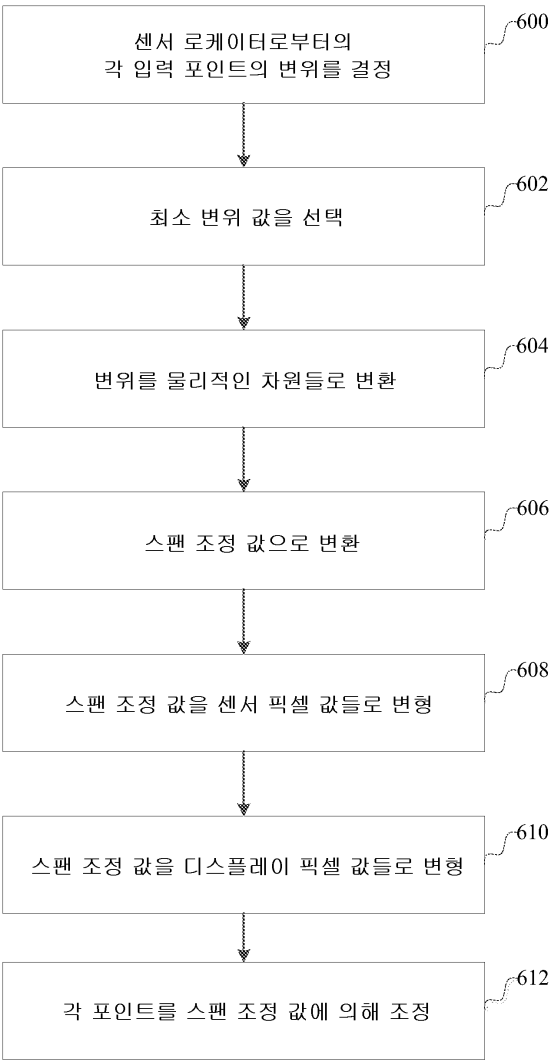 센서 로케이터로부터의
각 입력 포인트의 변위를 결정
600
최소 변위 값을 선택
602
변위를 물리적인 차원들로 변환
604
스팬 조정 값으로 변환
606
스팬 조정 값을 센서 픽셀 값들로 변형
608
스팬 조정 값을 디스플레이 픽셀 값들로 변형
610
각 포인트를 스팬 조정 값에 의해 조정
612